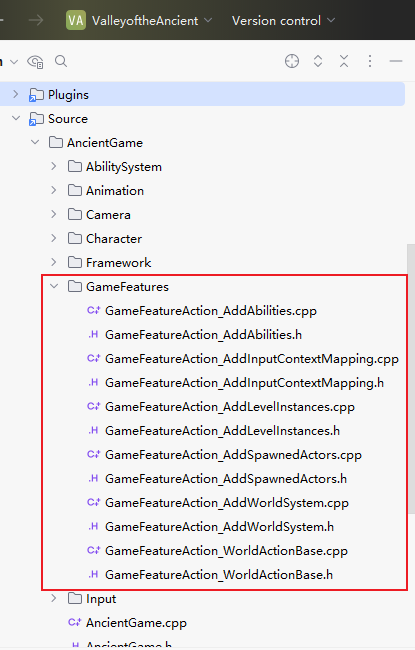 VA ValleyoftheAncient Version control
Plugins
Source
AncientGame
AbilitySystem
Animation
Camera
Character
Framework
GameFeatures
C++ GameFeatureAction_AddAbilities.cpp
.H GameFeatureAction_AddAbilities.h
C++ GameFeatureAction_AddInputContextMapping.cpp
.H GameFeatureAction_AddInputContextMapping.h
C++ GameFeatureAction_AddLevelInstances.cpp
.H GameFeatureAction_AddLevelInstances.h
C++ GameFeatureAction_AddSpawnedActors.cpp
.H GameFeatureAction_AddSpawnedActors.h
C++ GameFeatureAction_AddWorldSystem.cpp
.H GameFeatureAction_AddWorldSystem.h
C++ GameFeatureAction_WorldActionBase.cpp
.H GameFeatureAction_WorldActionBase.h
Input
C++ AncientGame.cpp
.H AncientGame.h